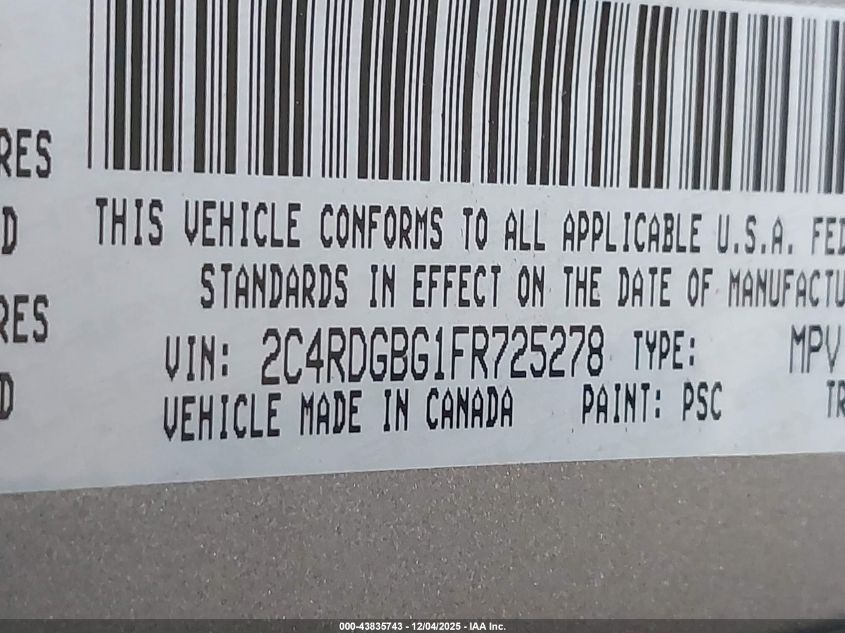 RES
D
RES
D
THIS VEHICLE CONFORMS TO ALL APPLICABLE U.S.A. FED
STANDARDS IN EFFECT ON THE DATE OF MANUFACTU
VIN: 2C4RDGBG1FR725278 TYPE: MPV
VEHICLE MADE IN CANADA PAINT: PSC TR
000-43835743 - 12/04/2025 - IAA Inc.